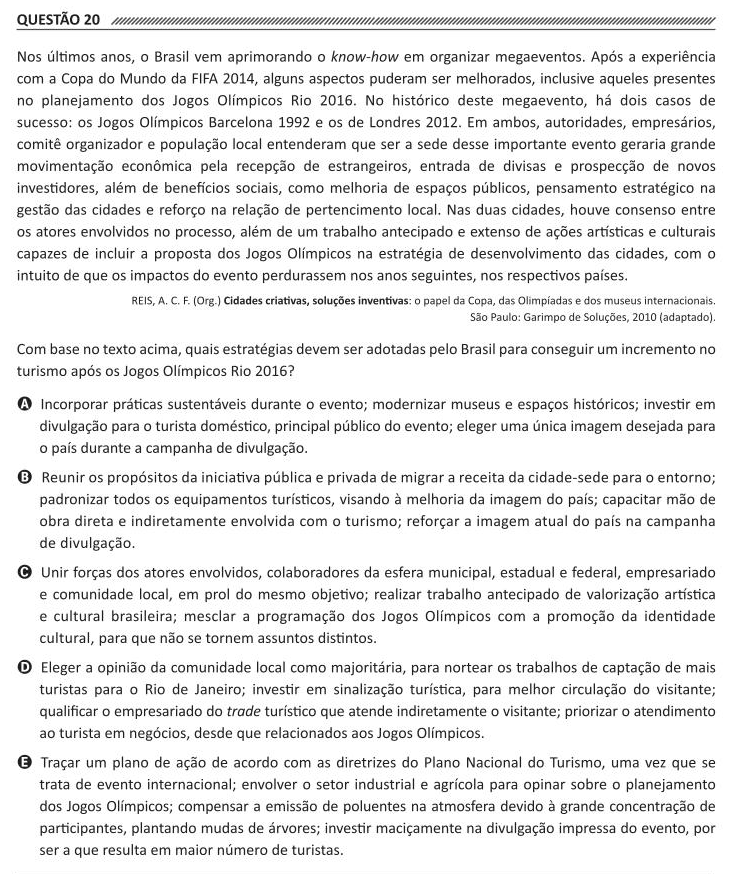 QUESTÃO 20
Nos últimos anos, o Brasil vem aprimorando o know-how em organizar megaeventos. Após a experiência
com a Copa do Mundo da FIFA 2014, alguns aspectos puderam ser melhorados, inclusive aqueles presentes
no planejamento dos Jogos Olímpicos Rio 2016. No histórico deste megaevento, há dois casos de
sucesso: os Jogos Olímpicos Barcelona 1992 e os de Londres 2012. Em ambos, autoridades, empresários,
comitê organizador e população local entenderam que ser a sede desse importante evento geraria grande
movimentação econômica pela recepção de estrangeiros, entrada de divisas e prospecção de novos
investidores, além de benefícios sociais, como melhoria de espaços públicos, pensamento estratégico na
gestão das cidades e reforço na relação de pertencimento local. Nas duas cidades, houve consenso entre
os atores envolvidos no processo, além de um trabalho antecipado e extenso de ações artísticas e culturais
capazes de incluir a proposta dos Jogos Olímpicos na estratégia de desenvolvimento das cidades, com o
intuito de que os impactos do evento perdurassem nos anos seguintes, nos respectivos países.
REIS, A. C. F. (Org.) Cidades criativas, soluções inventivas: o papel da Copa, das Olimpíadas e dos museus internacionais.
São Paulo: Garimpo de Soluções, 2010 (adaptado).
Com base no texto acima, quais estratégias devem ser adotadas pelo Brasil para conseguir um incremento no
turismo após os Jogos Olímpicos Rio 2016?
A Incorporar práticas sustentáveis durante o evento; modernizar museus e espaços históricos; investir em
divulgação para o turista doméstico, principal público do evento; eleger uma única imagem desejada para
o país durante a campanha de divulgação.
B Reunir os propósitos da iniciativa pública e privada de migrar a receita da cidade-sede para o entorno;
padronizar todos os equipamentos turísticos, visando à melhoria da imagem do país; capacitar mão de
obra direta e indiretamente envolvida com o turismo; reforçar a imagem atual do país na campanha
de divulgação.
C Unir forças dos atores envolvidos, colaboradores da esfera municipal, estadual e federal, empresariado
e comunidade local, em prol do mesmo objetivo; realizar trabalho antecipado de valorização artística
e cultural brasileira; mesclar a programação dos Jogos Olímpicos com a promoção da identidade
cultural, para que não se tornem assuntos distintos.
D Eleger a opinião da comunidade local como majoritária, para nortear os trabalhos de captação de mais
turistas para o Rio de Janeiro; investir em sinalização turística, para melhor circulação do visitante;
qualificar o empresariado do trade turístico que atende indiretamente o visitante; priorizar o atendimento
ao turista em negócios, desde que relacionados aos Jogos Olímpicos.
E Traçar um plano de ação de acordo com as diretrizes do Plano Nacional do Turismo, uma vez que se
trata de evento internacional; envolver o setor industrial e agrícola para opinar sobre o planejamento
dos Jogos Olímpicos; compensar a emissão de poluentes na atmosfera devido à grande concentração de
participantes, plantando mudas de árvores; investir maciçamente na divulgação impressa do evento, por
ser a que resulta em maior número de turistas.